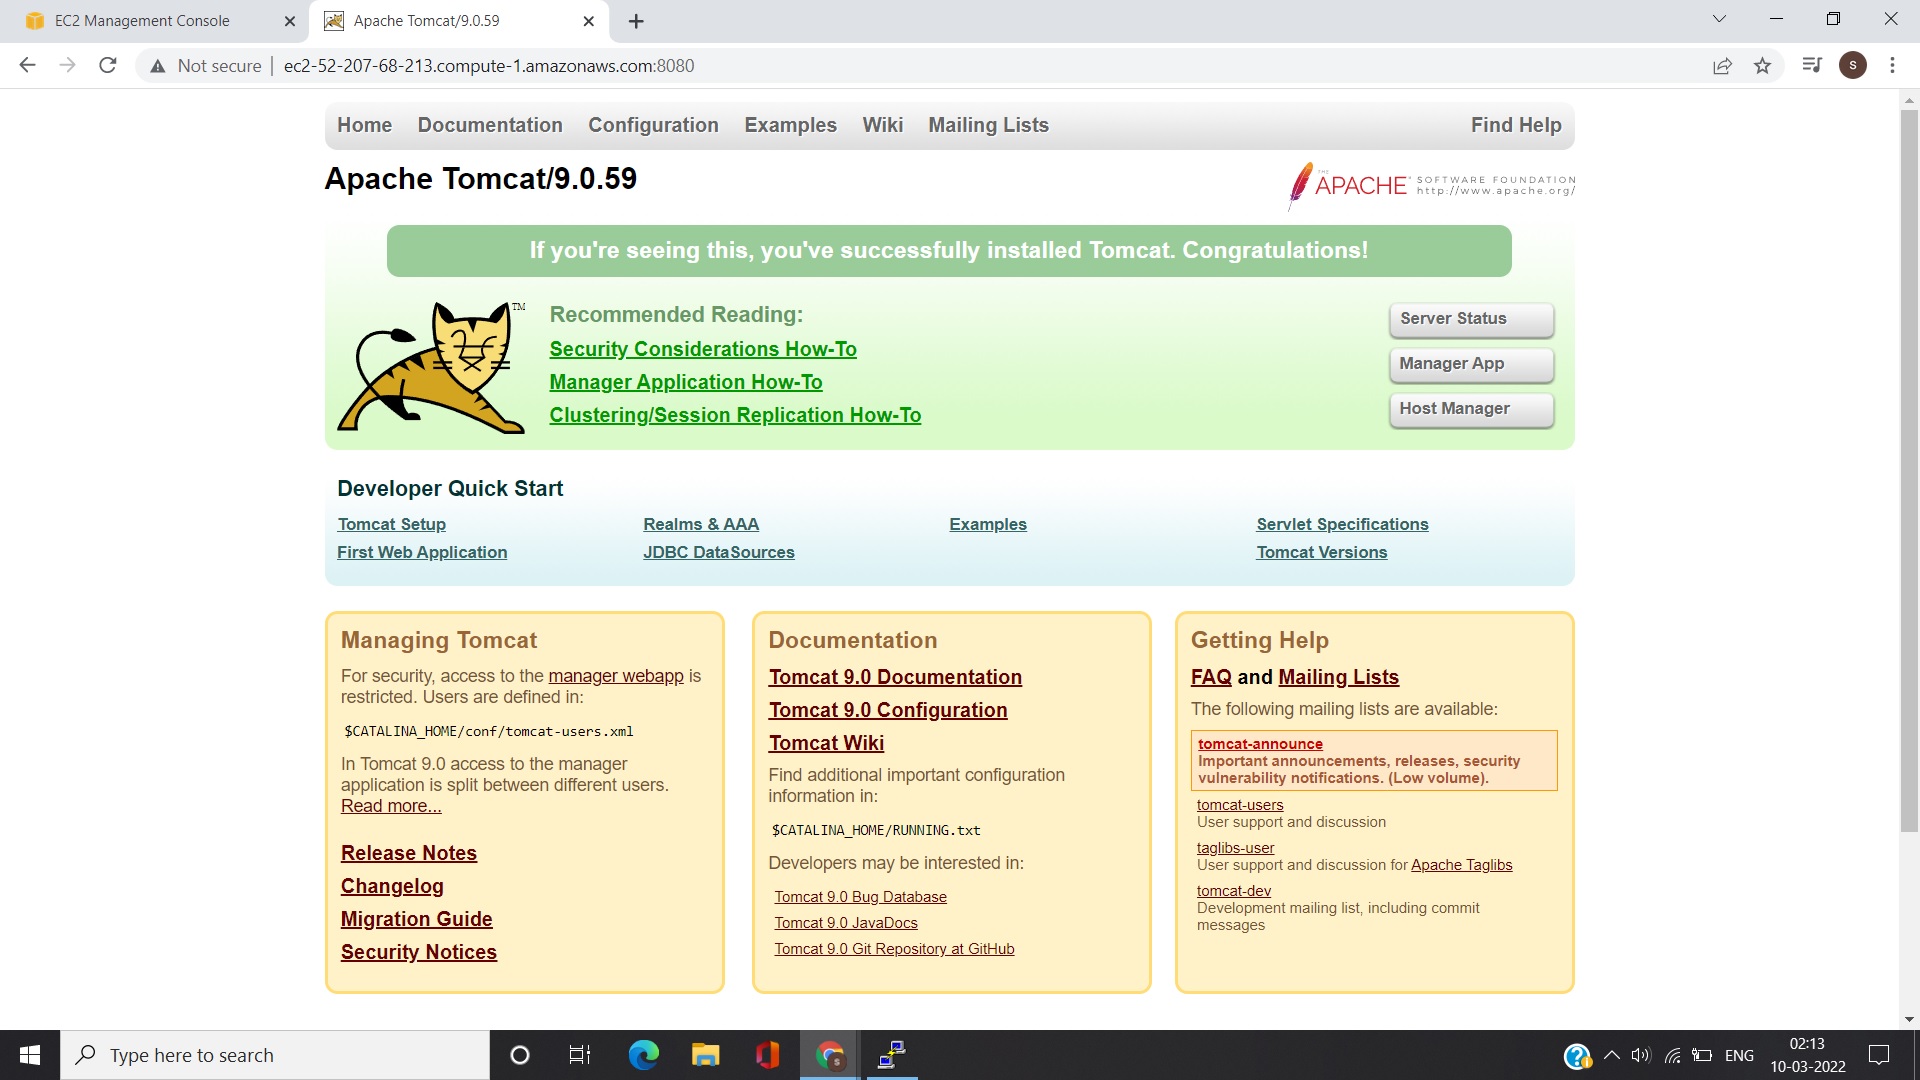 EC2 Management Console
Apache Tomcat/9.0.59
Not secure
ec2-52-207-68-213.compute-1.amazonaws.com:8080
s
Home Documentation Configuration Examples Wiki Mailing Lists Find Help
Apache Tomcat/9.0.59
THE APACHE SOFTWARE FOUNDATION
http://www.apache.org/
If you're seeing this, you've successfully installed Tomcat. Congratulations!
TM
Recommended Reading:
Security Considerations How-To
Manager Application How-To
Clustering/Session Replication How-To
Server Status
Manager App
Host Manager
Developer Quick Start
Tomcat Setup
First Web Application
Realms & AAA
JDBC DataSources
Examples
Servlet Specifications
Tomcat Versions
Managing Tomcat
For security, access to the manager webapp is
restricted. Users are defined in:
$CATALINA_HOME/conf/tomcat-users.xml
In Tomcat 9.0 access to the manager
application is split between different users.
Read more...
Release Notes
Changelog
Migration Guide
Security Notices
Documentation
Tomcat 9.0 Documentation
Tomcat 9.0 Configuration
Tomcat Wiki
Find additional important configuration
information in:
$CATALINA_HOME/RUNNING.txt
Developers may be interested in:
Tomcat 9.0 Bug Database
Tomcat 9.0 JavaDocs
Tomcat 9.0 Git Repository at GitHub
Getting Help
FAQ and Mailing Lists
The following mailing lists are available:
tomcat-announce
Important announcements, releases, security
vulnerability notifications. (Low volume).
tomcat-users
User support and discussion
taglibs-user
User support and discussion for Apache Taglibs
tomcat-dev
Development mailing list, including commit
messages
Type here to search
ENG
02:13
10-03-2022